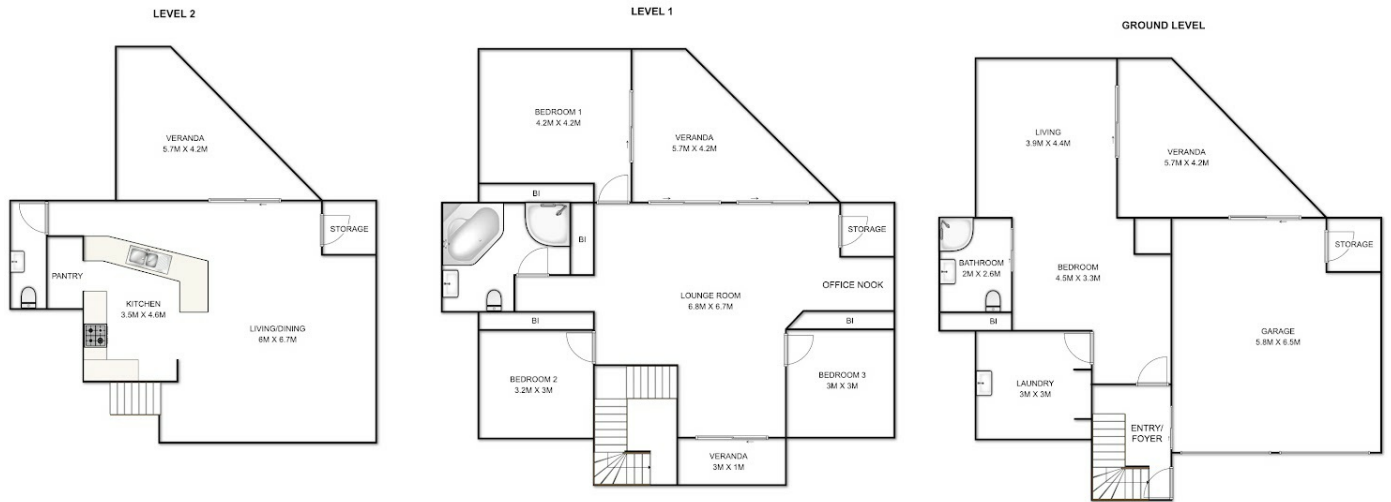 LEVEL 2
VERANDA
5.7M X 4.2M
STORAGE
PANTRY
KITCHEN
3.5M X 4.6M
LIVING/DINING
6M X 6.7M
LEVEL 1
BEDROOM 1
4.2M X 4.2M
VERANDA
5.7M X 4.2M
BI
BI
STORAGE
LOUNGE ROOM
6.8M X 6.7M
OFFICE NOOK
BI
BI
BEDROOM 2
3.2M X 3M
BEDROOM 3
3M X 3M
VERANDA
3M X 1M
GROUND LEVEL
LIVING
3.9M X 4.4M
VERANDA
5.7M X 4.2M
STORAGE
BATHROOM
2M X 2.6M
BEDROOM
4.5M X 3.3M
BI
GARAGE
5.8M X 6.5M
LAUNDRY
3M X 3M
ENTRY/
FOYER